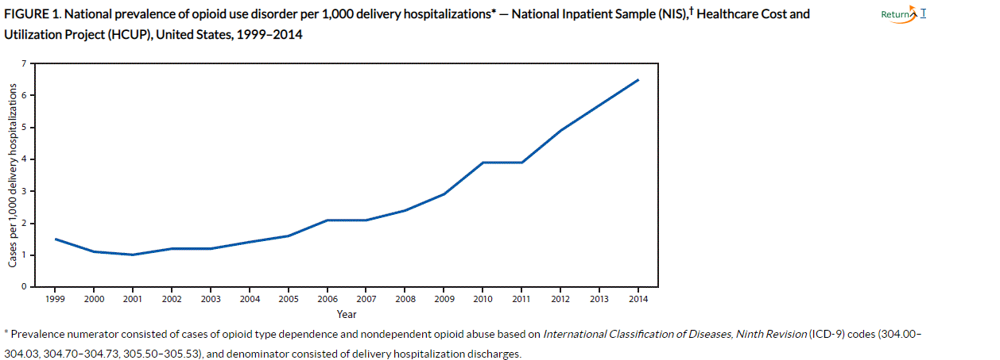 FIGURE 1. National prevalence of opioid use disorder per 1,000 delivery hospitalizations* — National Inpatient Sample (NIS),† Healthcare Cost and
Utilization Project (HCUP), United States, 1999–2014
Return
7
6
5
4
3
2
1
0
Cases per 1,000 delivery hospitalizations
1999 2000 2001 2002 2003 2004 2005 2006 2007 2008 2009 2010 2011 2012 2013 2014
Year
* Prevalence numerator consisted of cases of opioid type dependence and nondependent opioid abuse based on International Classification of Diseases, Ninth Revision (ICD-9) codes (304.00–
304.03, 304.70–304.73, 305.50–305.53), and denominator consisted of delivery hospitalization discharges.